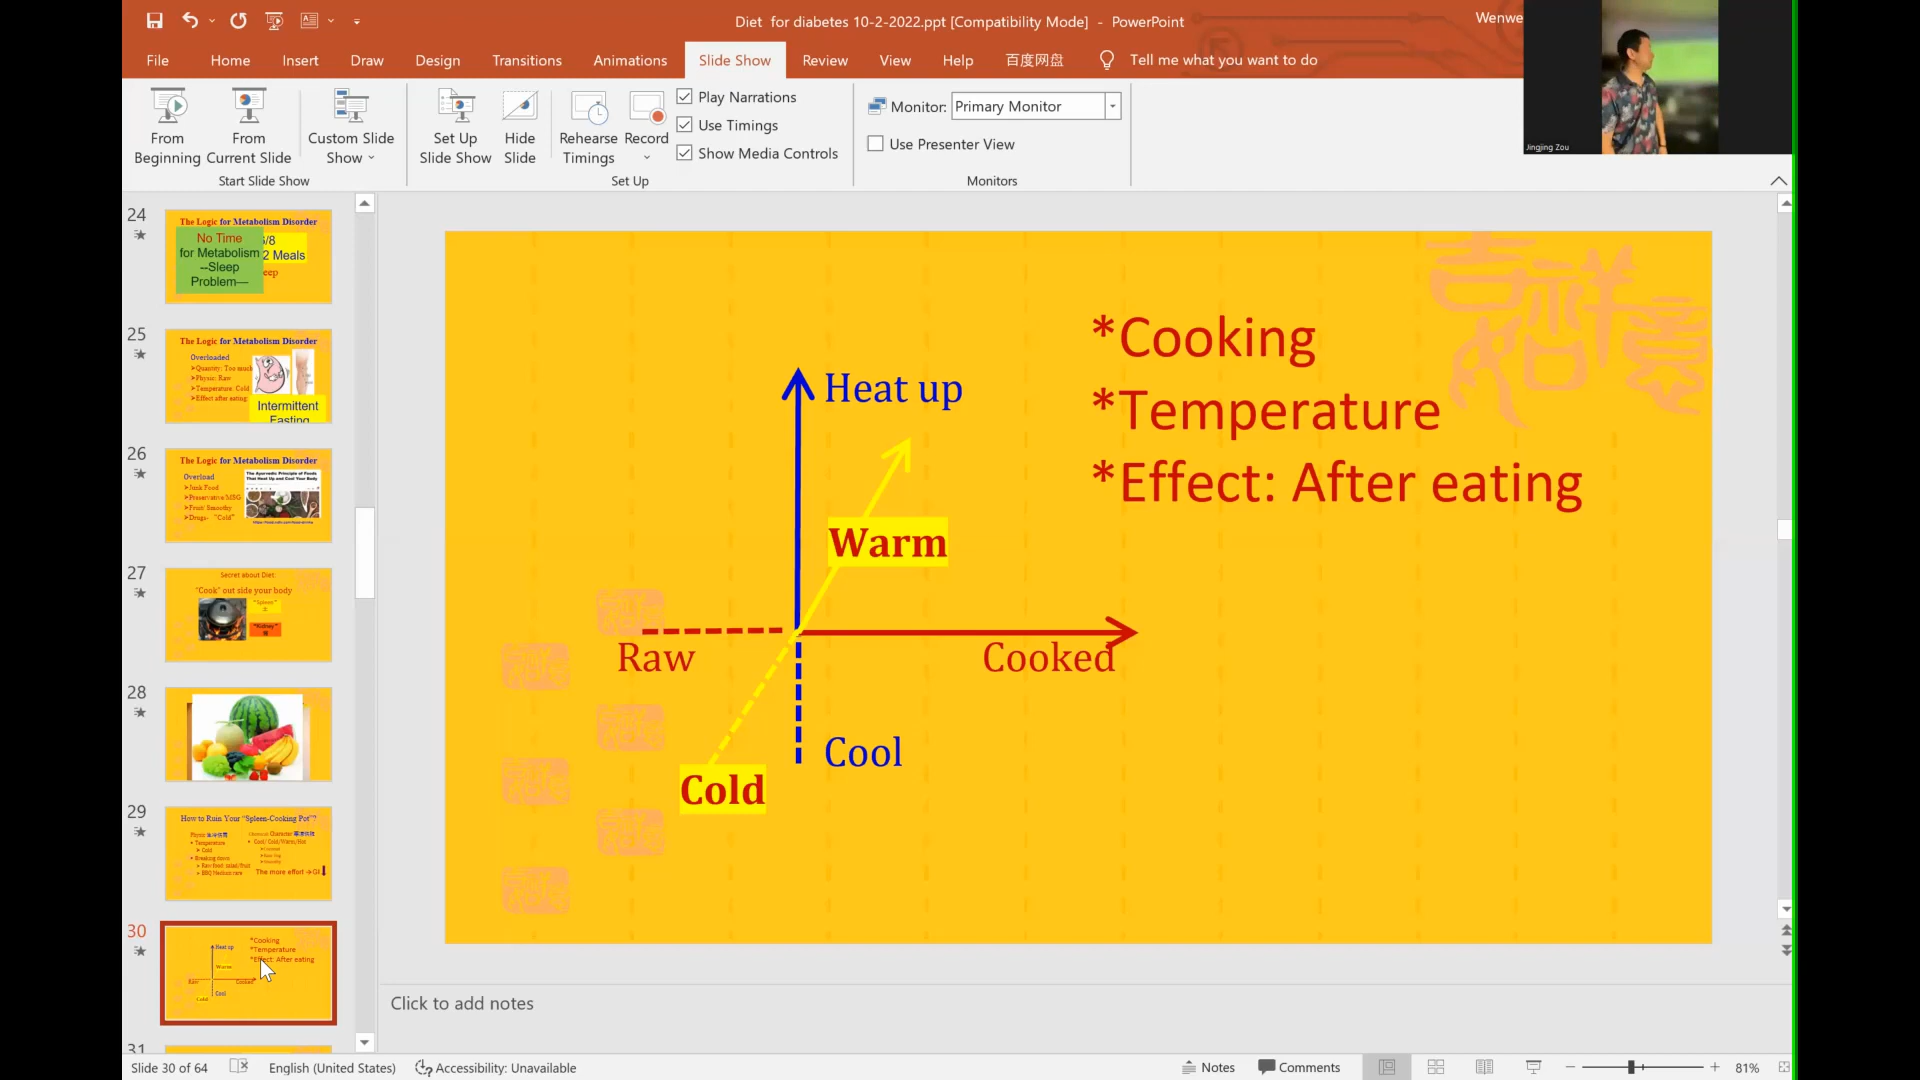 Diet for diabetes 10-2-2022.ppt [Compatibility Mode] - PowerPoint
Wenwe
File Home Insert Draw Design Transitions Animations Slide Show Review View Help 百度网盘 Tell me what you want to do
From Beginning
From Current Slide
Custom Slide Show
Set Up Slide Show
Hide Slide
Rehearse Timings
Record
Play Narrations
Use Timings
Show Media Controls
Monitor: Primary Monitor
Use Presenter View
Start Slide Show
Set Up
Monitors
Jingjing Zou
24
The Logic for Metabolism Disorder
No Time
for Metabolism
--Sleep
Problem—
6/8
2 Meals
eep
25
The Logic for Metabolism Disorder
Overloaded
Quantity: Too much
Physic: Raw
Temperature: Cold
Effect after eating
Intermittent
Fasting
26
The Logic for Metabolism Disorder
Overload
Junk Food
Preservative/MSG
Fruit/ Smoothy
Drugs- "Cold"
The Ayurvedic Principle of Foods
That Heat Up and Cool Your Body
27
Secret about Diet:
"Cook" out side your body
"Spleen"
"Kidney"
28
29
How to Ruin Your "Spleen-Cooking Pot"?
Temperature
Cold
Breaking down
Raw food: salad/fruit
BBQ Medium rare
Cool/ Cold/Warm/Hot
The more effort →GI
30
*Cooking
*Temperature
*Effect: After eating
Heat up
Warm
Raw
Cooked
Cool
Cold
31
*Cooking
*Temperature
*Effect: After eating
Heat up
Warm
Raw
Cooked
Cool
Cold
吉祥如意
Click to add notes
Slide 30 of 64
English (United States)
Accessibility: Unavailable
Notes
Comments
81%